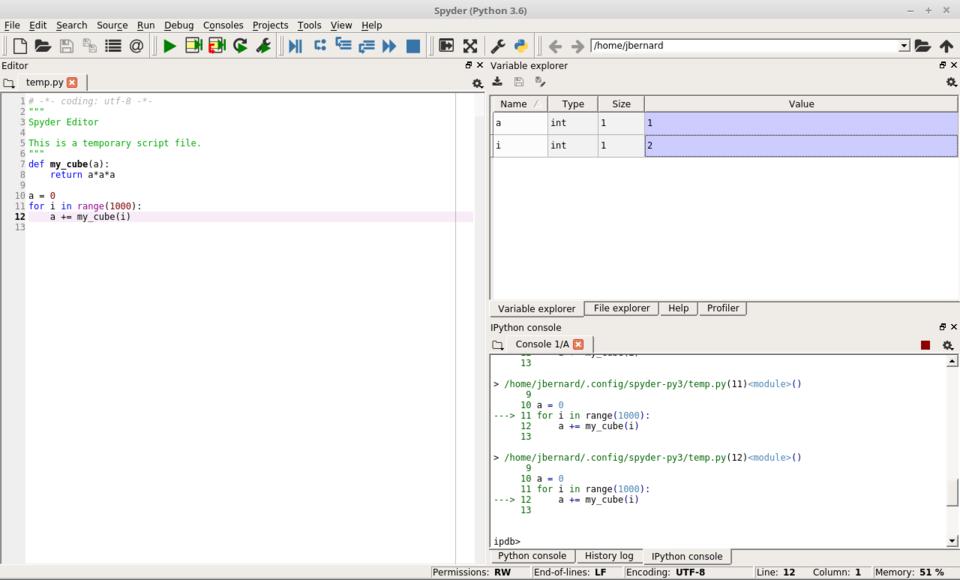 Spyder (Python 3.6)
File Edit Search Source Run Debug Consoles Projects Tools View Help
/home/jbernard
Editor
temp.py
1 # -*- coding: utf-8 -*-
2 """
3 Spyder Editor
4
5 This is a temporary script file.
6 """
7 def my_cube(a):
8     return a*a*a
9
10 a = 0
11 for i in range(1000):
12     a += my_cube(i)
13
Variable explorer
Name Type Size Value
a int 1 1
i int 1 2
Variable explorer File explorer Help Profiler
IPython console
Console 1/A
12     a += my_cube(i)
13
> /home/jbernard/.config/spyder-py3/temp.py(11)<module>()
9
10 a = 0
---> 11 for i in range(1000):
12     a += my_cube(i)
13
> /home/jbernard/.config/spyder-py3/temp.py(12)<module>()
9
10 a = 0
11 for i in range(1000):
---> 12     a += my_cube(i)
13
ipdb>
Python console History log IPython console
Permissions: RW End-of-lines: LF Encoding: UTF-8 Line: 12 Column: 1 Memory: 51 %